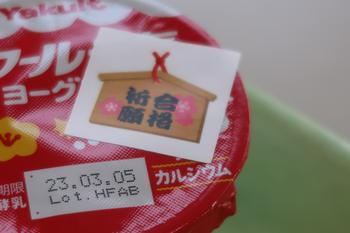 Yakult
ール
ヨーグ
合格
祈願
カルシウム
期限
酵乳
23.03.05
Lot.HFAB